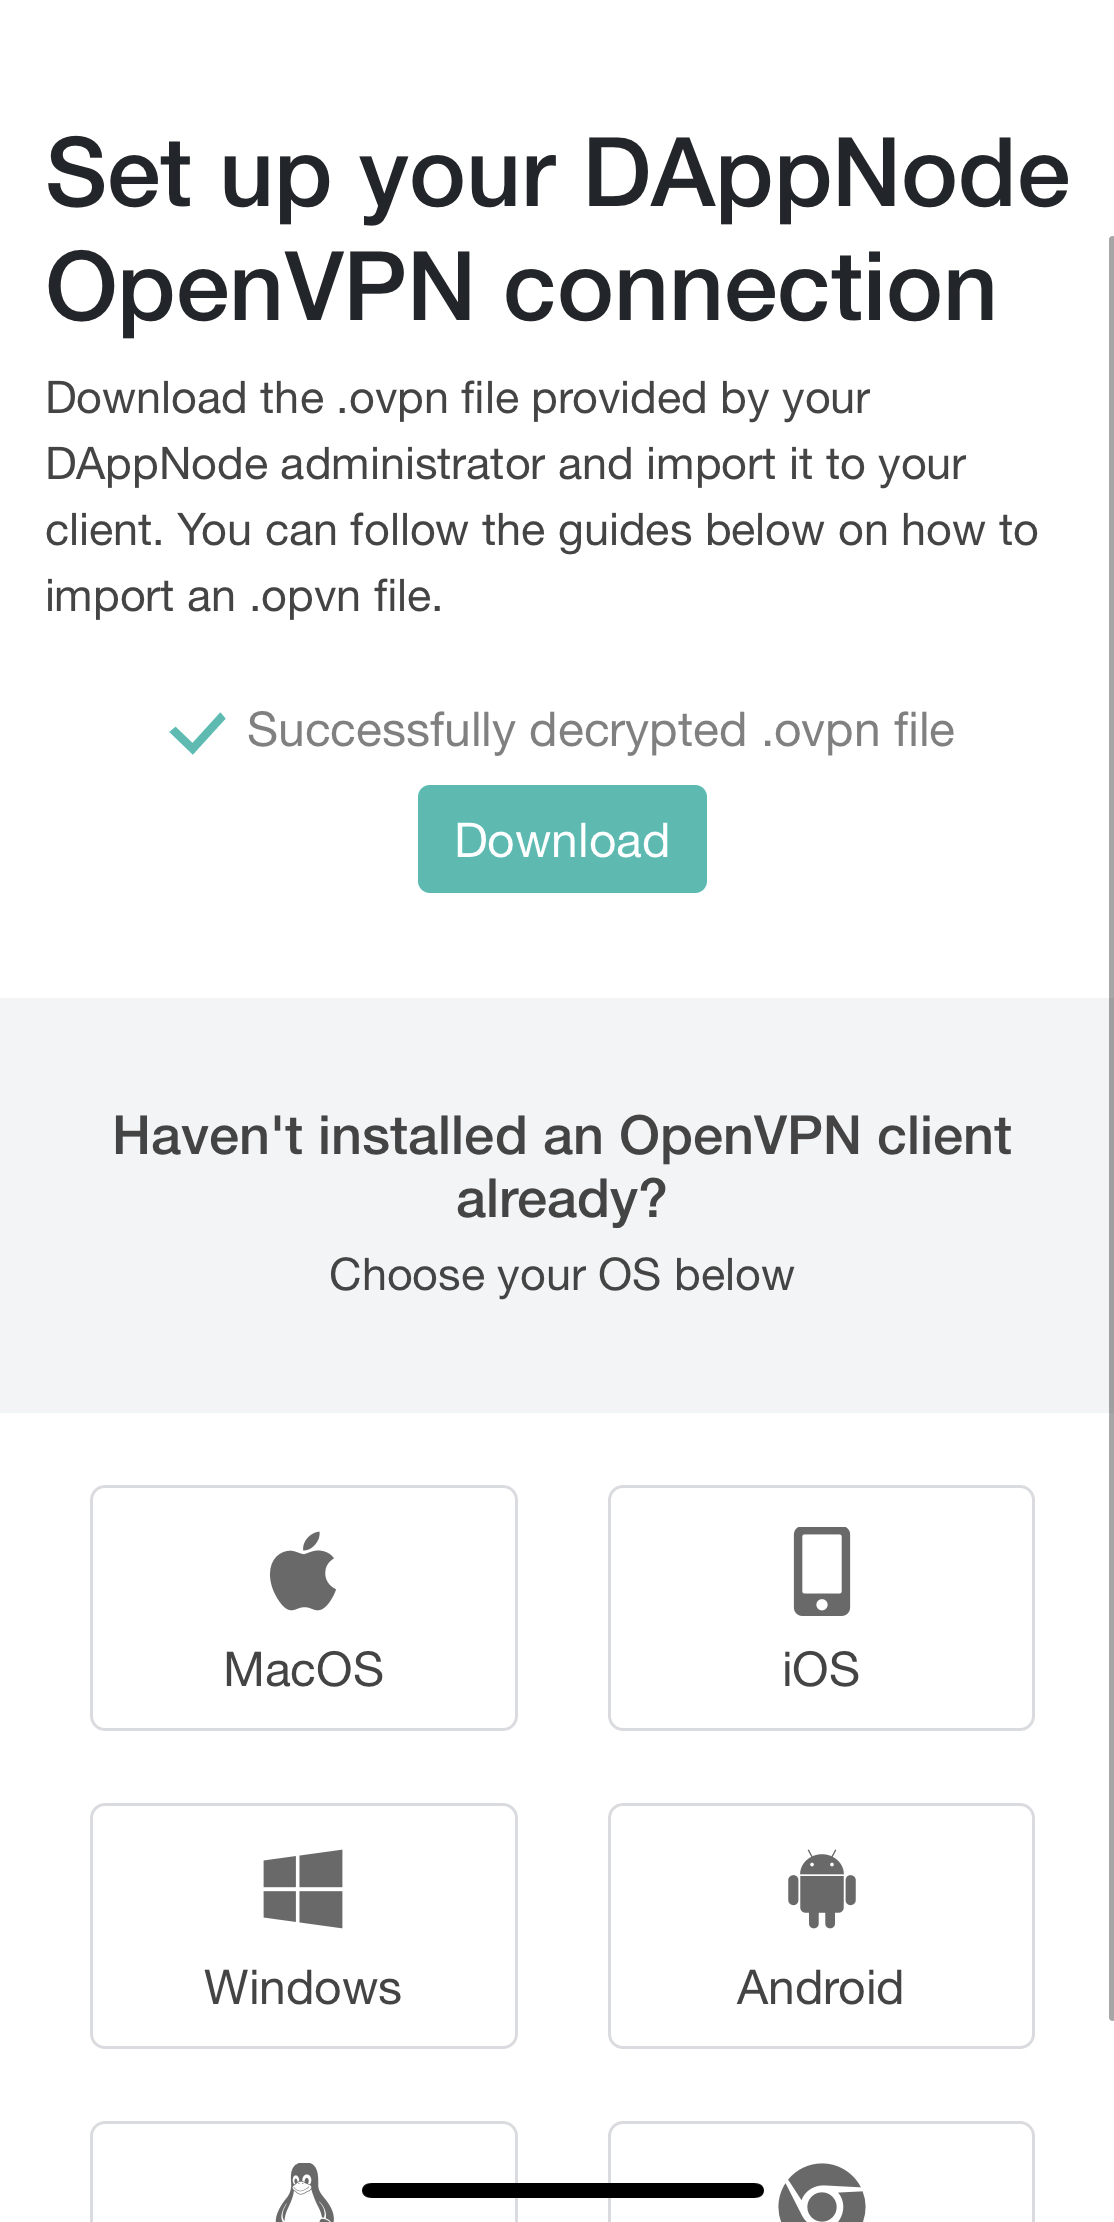 Set up your DAppNode
OpenVPN connection
Download the .ovpn file provided by your
DAppNode administrator and import it to your
client. You can follow the guides below on how to
import an .opvn file.
Successfully decrypted .ovpn file
Download
Haven't installed an OpenVPN client
already?
Choose your OS below
MacOS
iOS
Windows
Android